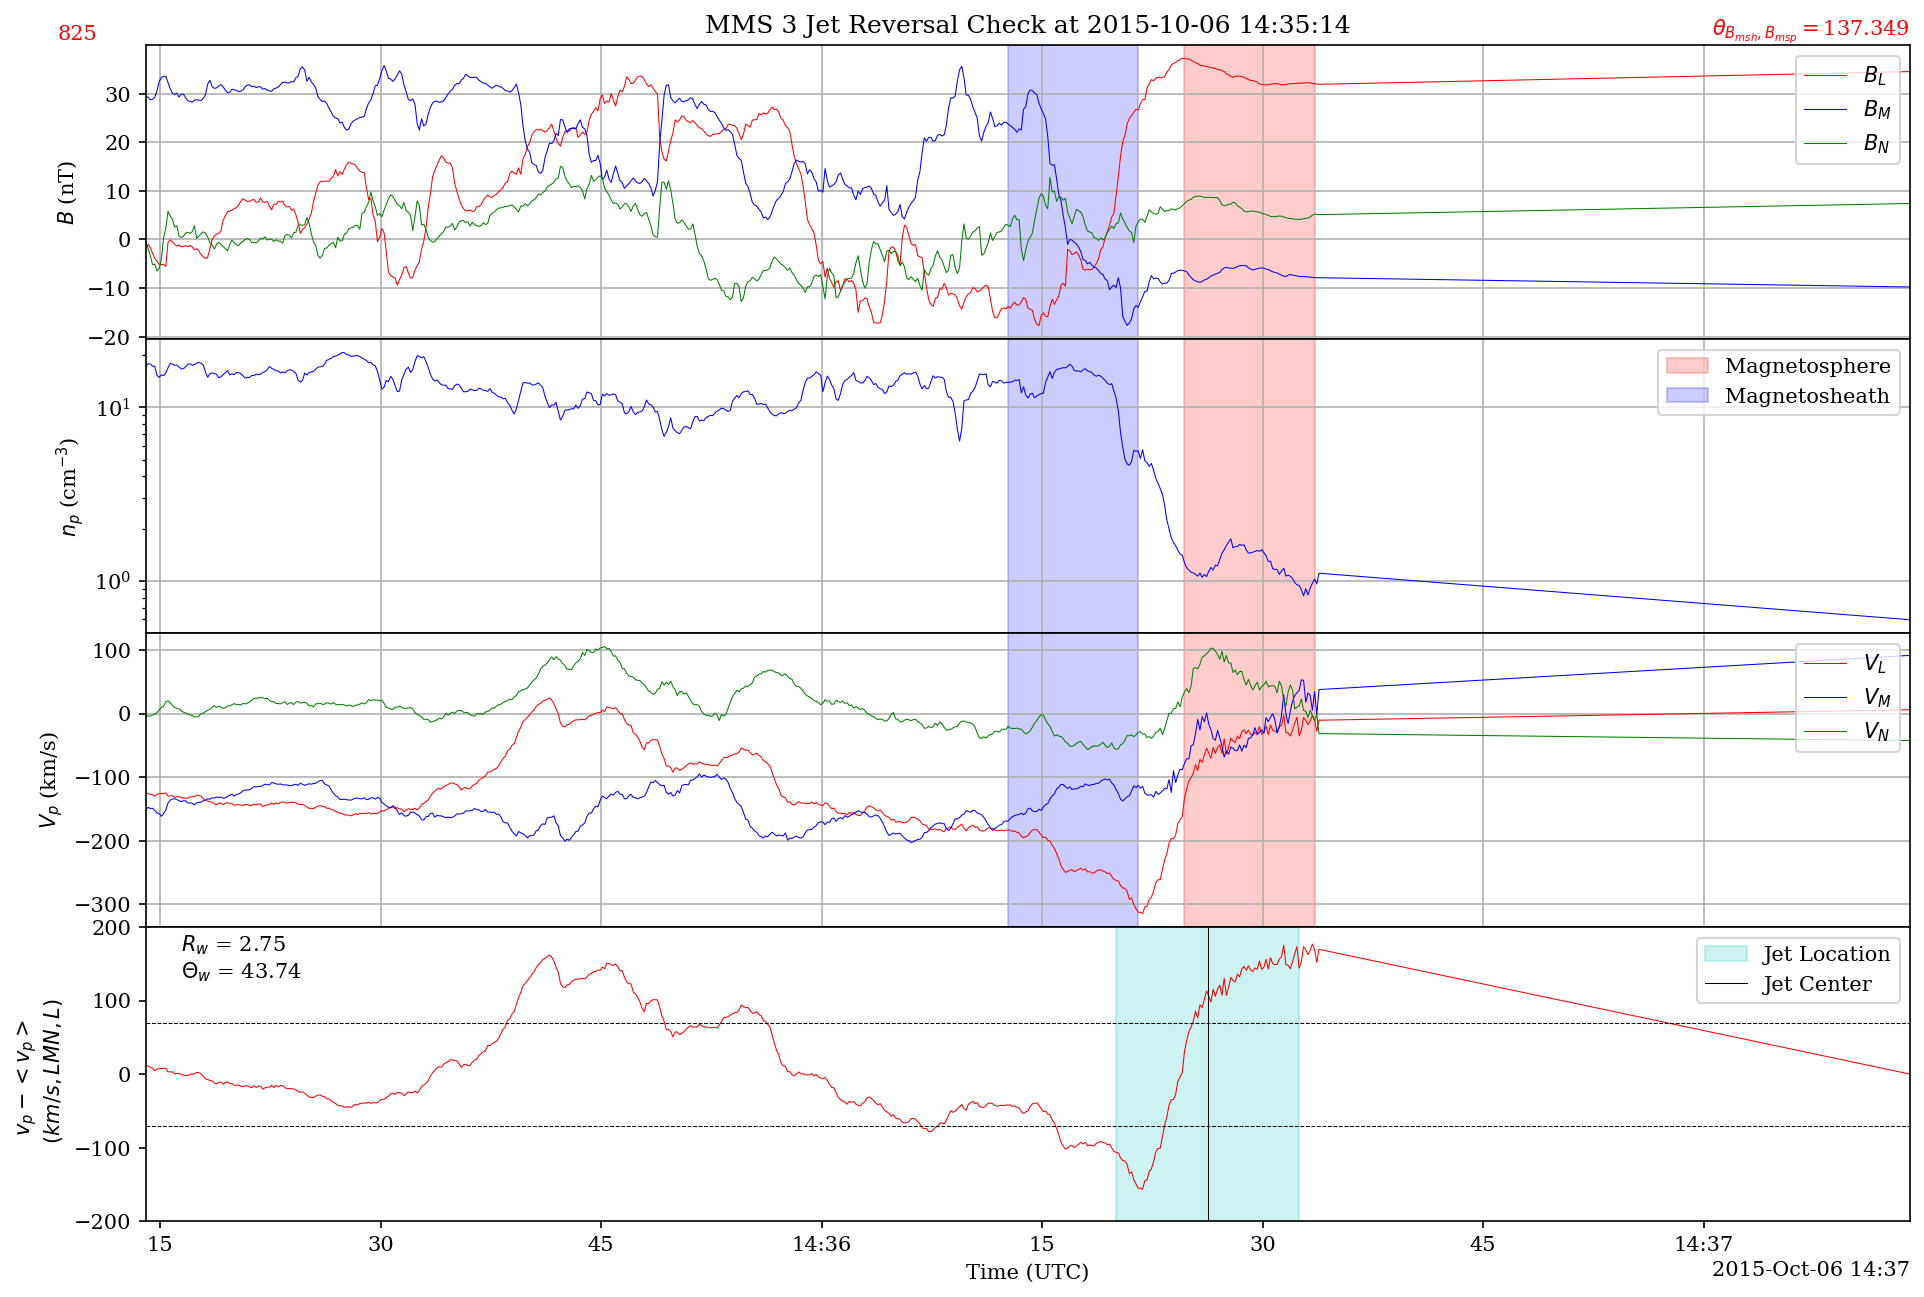 825
MMS 3 Jet Reversal Check at 2015-10-06 14:35:14
θ_{B_{msh}, B_{msp}} = 137.349
B (nT)
30
20
10
0
−10
−20
B_L
B_M
B_N
n_p (cm^{−3})
10^1
10^0
Magnetosphere
Magnetosheath
V_p (km/s)
100
0
−100
−200
−300
V_L
V_M
V_N
v_p − <v_p>
(km/s, LMN, L)
200
100
0
−100
−200
R_w = 2.75
Θ_w = 43.74
Jet Location
Jet Center
15
30
45
14:36
15
30
45
14:37
Time (UTC)
2015-Oct-06 14:37